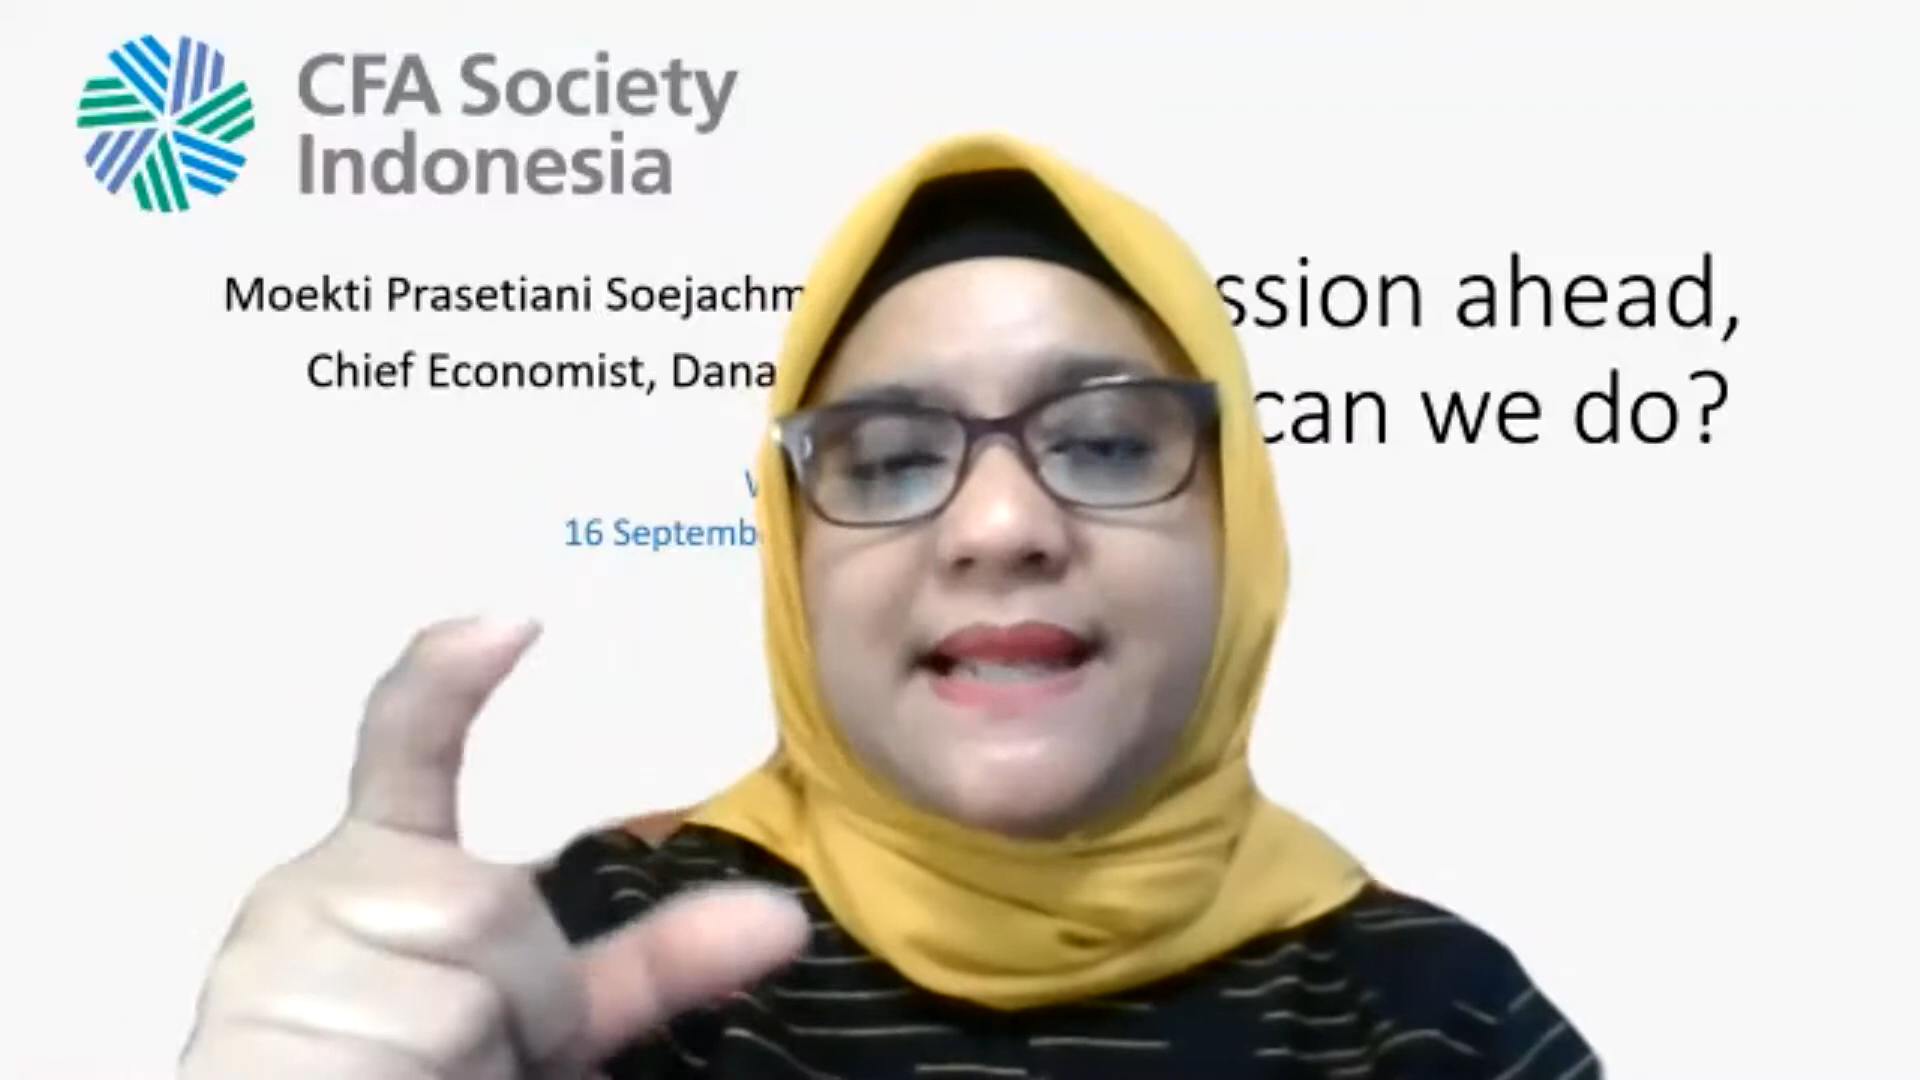 CFA Society
Indonesia
Moekti Prasetiani Soejachm
Chief Economist, Dana
16 Septemb
ssion ahead,
can we do?